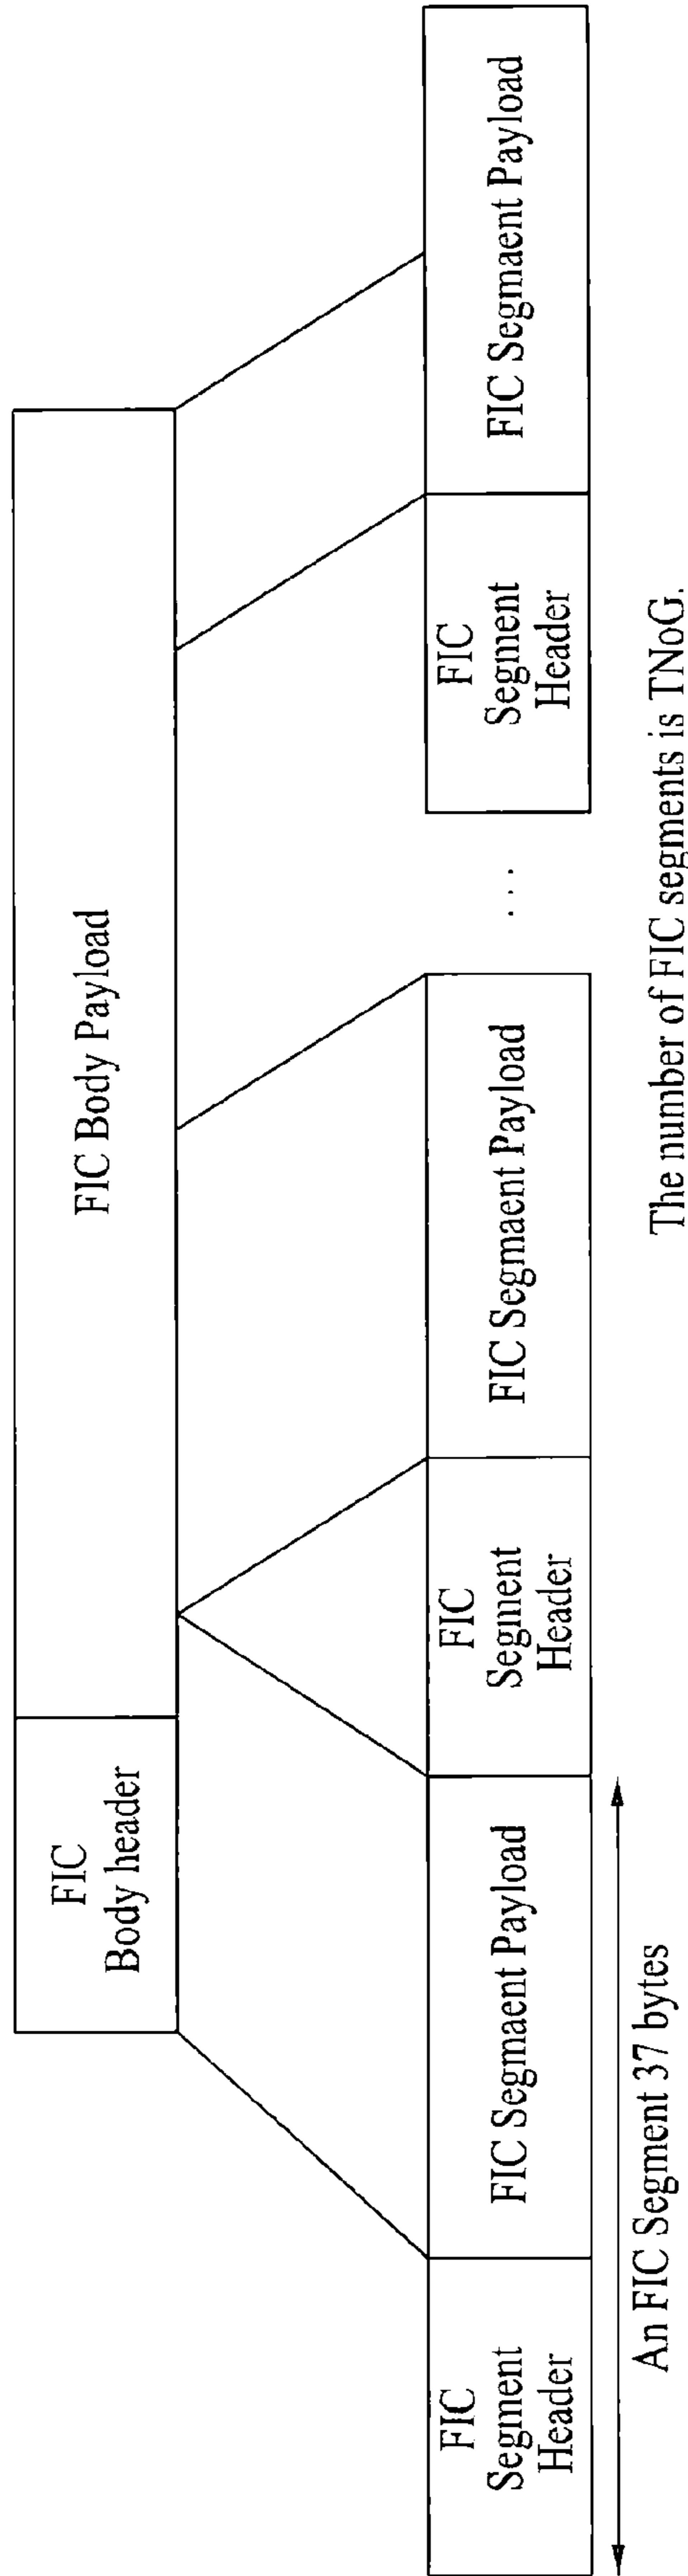 FIC
Body header
FIC Body Payload
FIC
Segment
Header
FIC Segmaent Payload
FIC
Segment
Header
FIC Segmaent Payload
...
FIC
Segment
Header
FIC Segmaent Payload
An FIC Segment 37 bytes
The number of FIC segments is TNoG.